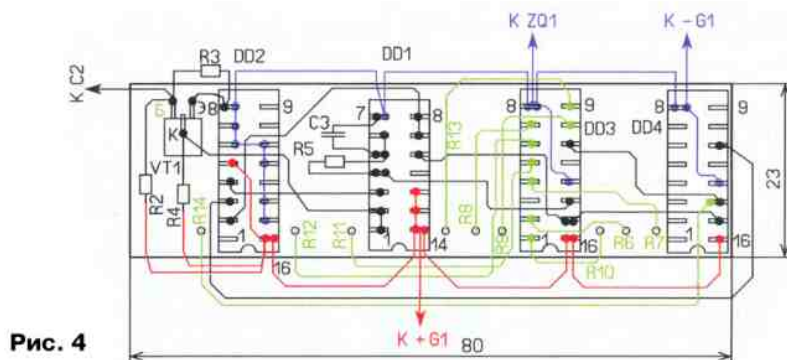 К ZQ1
К -G1
К C2
R3
DD2
DD1
Б
Э
8
9
7
8
8
9
8
9
C3
R13
DD3
DD4
К
VT1
R5
R2
R4
R14
R12
R11
R8
R9
R6
R7
R10
1
16
1
14
1
16
1
16
23
К +G1
80
Рис. 4